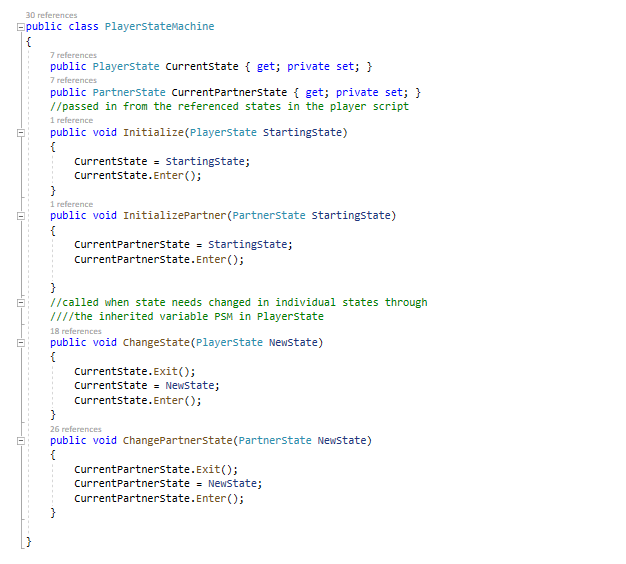 30 references
public class PlayerStateMachine
{
7 references
public PlayerState CurrentState { get; private set; }
7 references
public PartnerState CurrentPartnerState { get; private set; }
//passed in from the referenced states in the player script
1 reference
public void Initialize(PlayerState StartingState)
{
CurrentState = StartingState;
CurrentState.Enter();
}
1 reference
public void InitializePartner(PartnerState StartingState)
{
CurrentPartnerState = StartingState;
CurrentPartnerState.Enter();
}
//called when state needs changed in individual states through
////the inherited variable PSM in PlayerState
18 references
public void ChangeState(PlayerState NewState)
{
CurrentState.Exit();
CurrentState = NewState;
CurrentState.Enter();
}
26 references
public void ChangePartnerState(PartnerState NewState)
{
CurrentPartnerState.Exit();
CurrentPartnerState = NewState;
CurrentPartnerState.Enter();
}
}